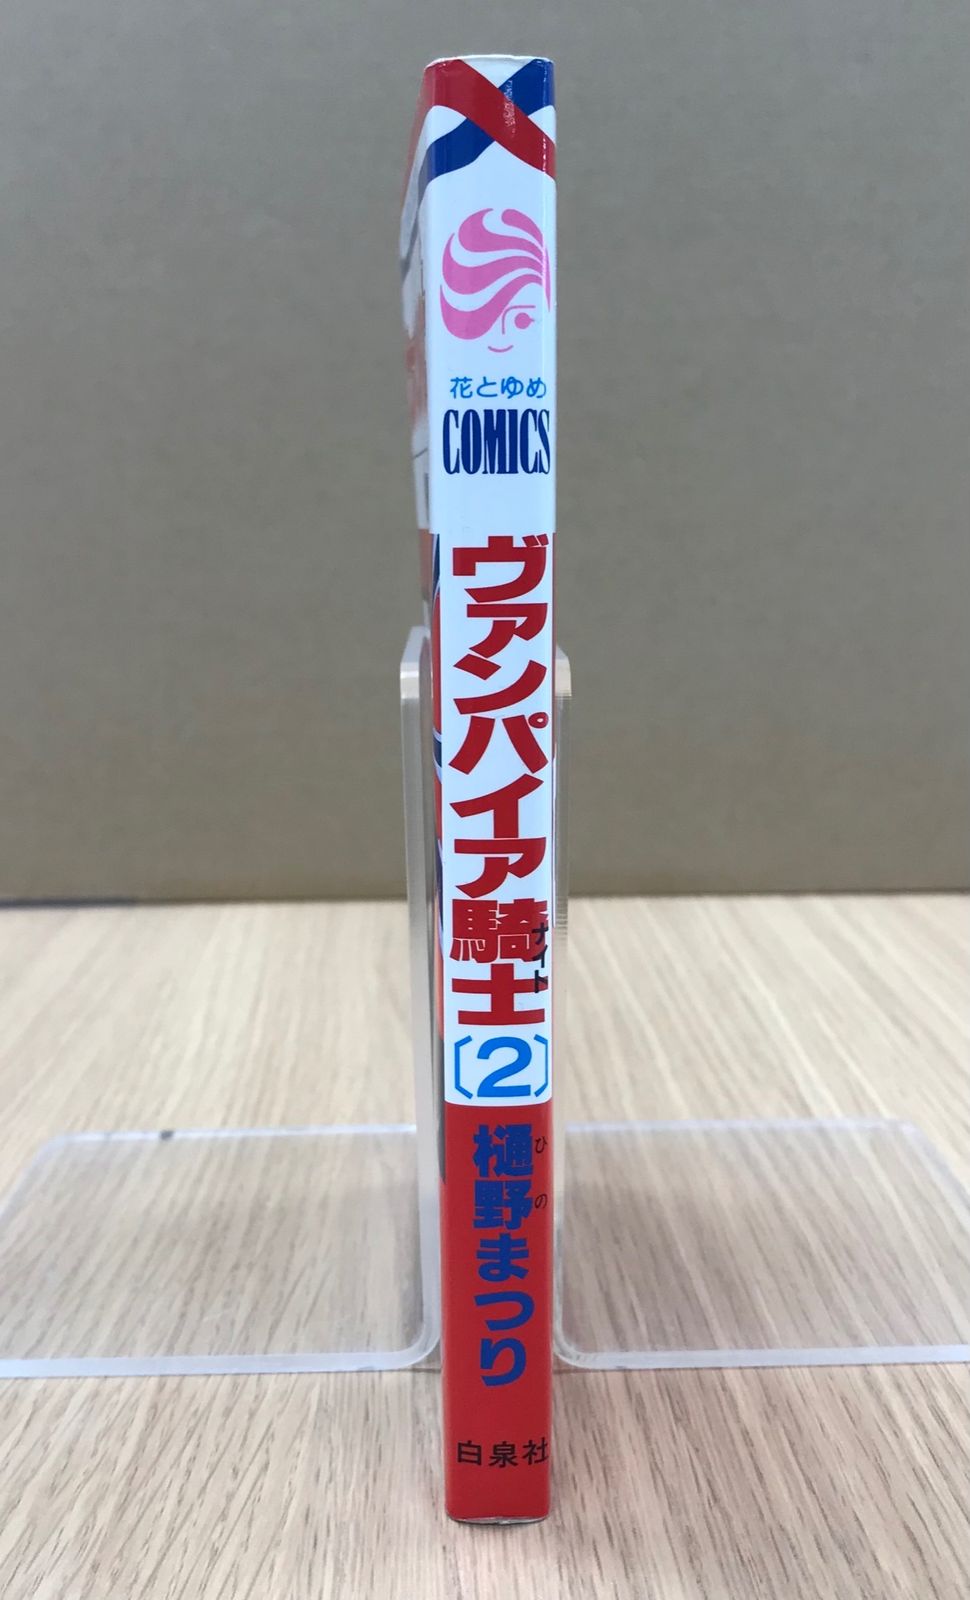 花とゆめ
COMICS
ヴァンパイア騎士
ナイト
〔2〕
樋野まつり
ひの
白泉社